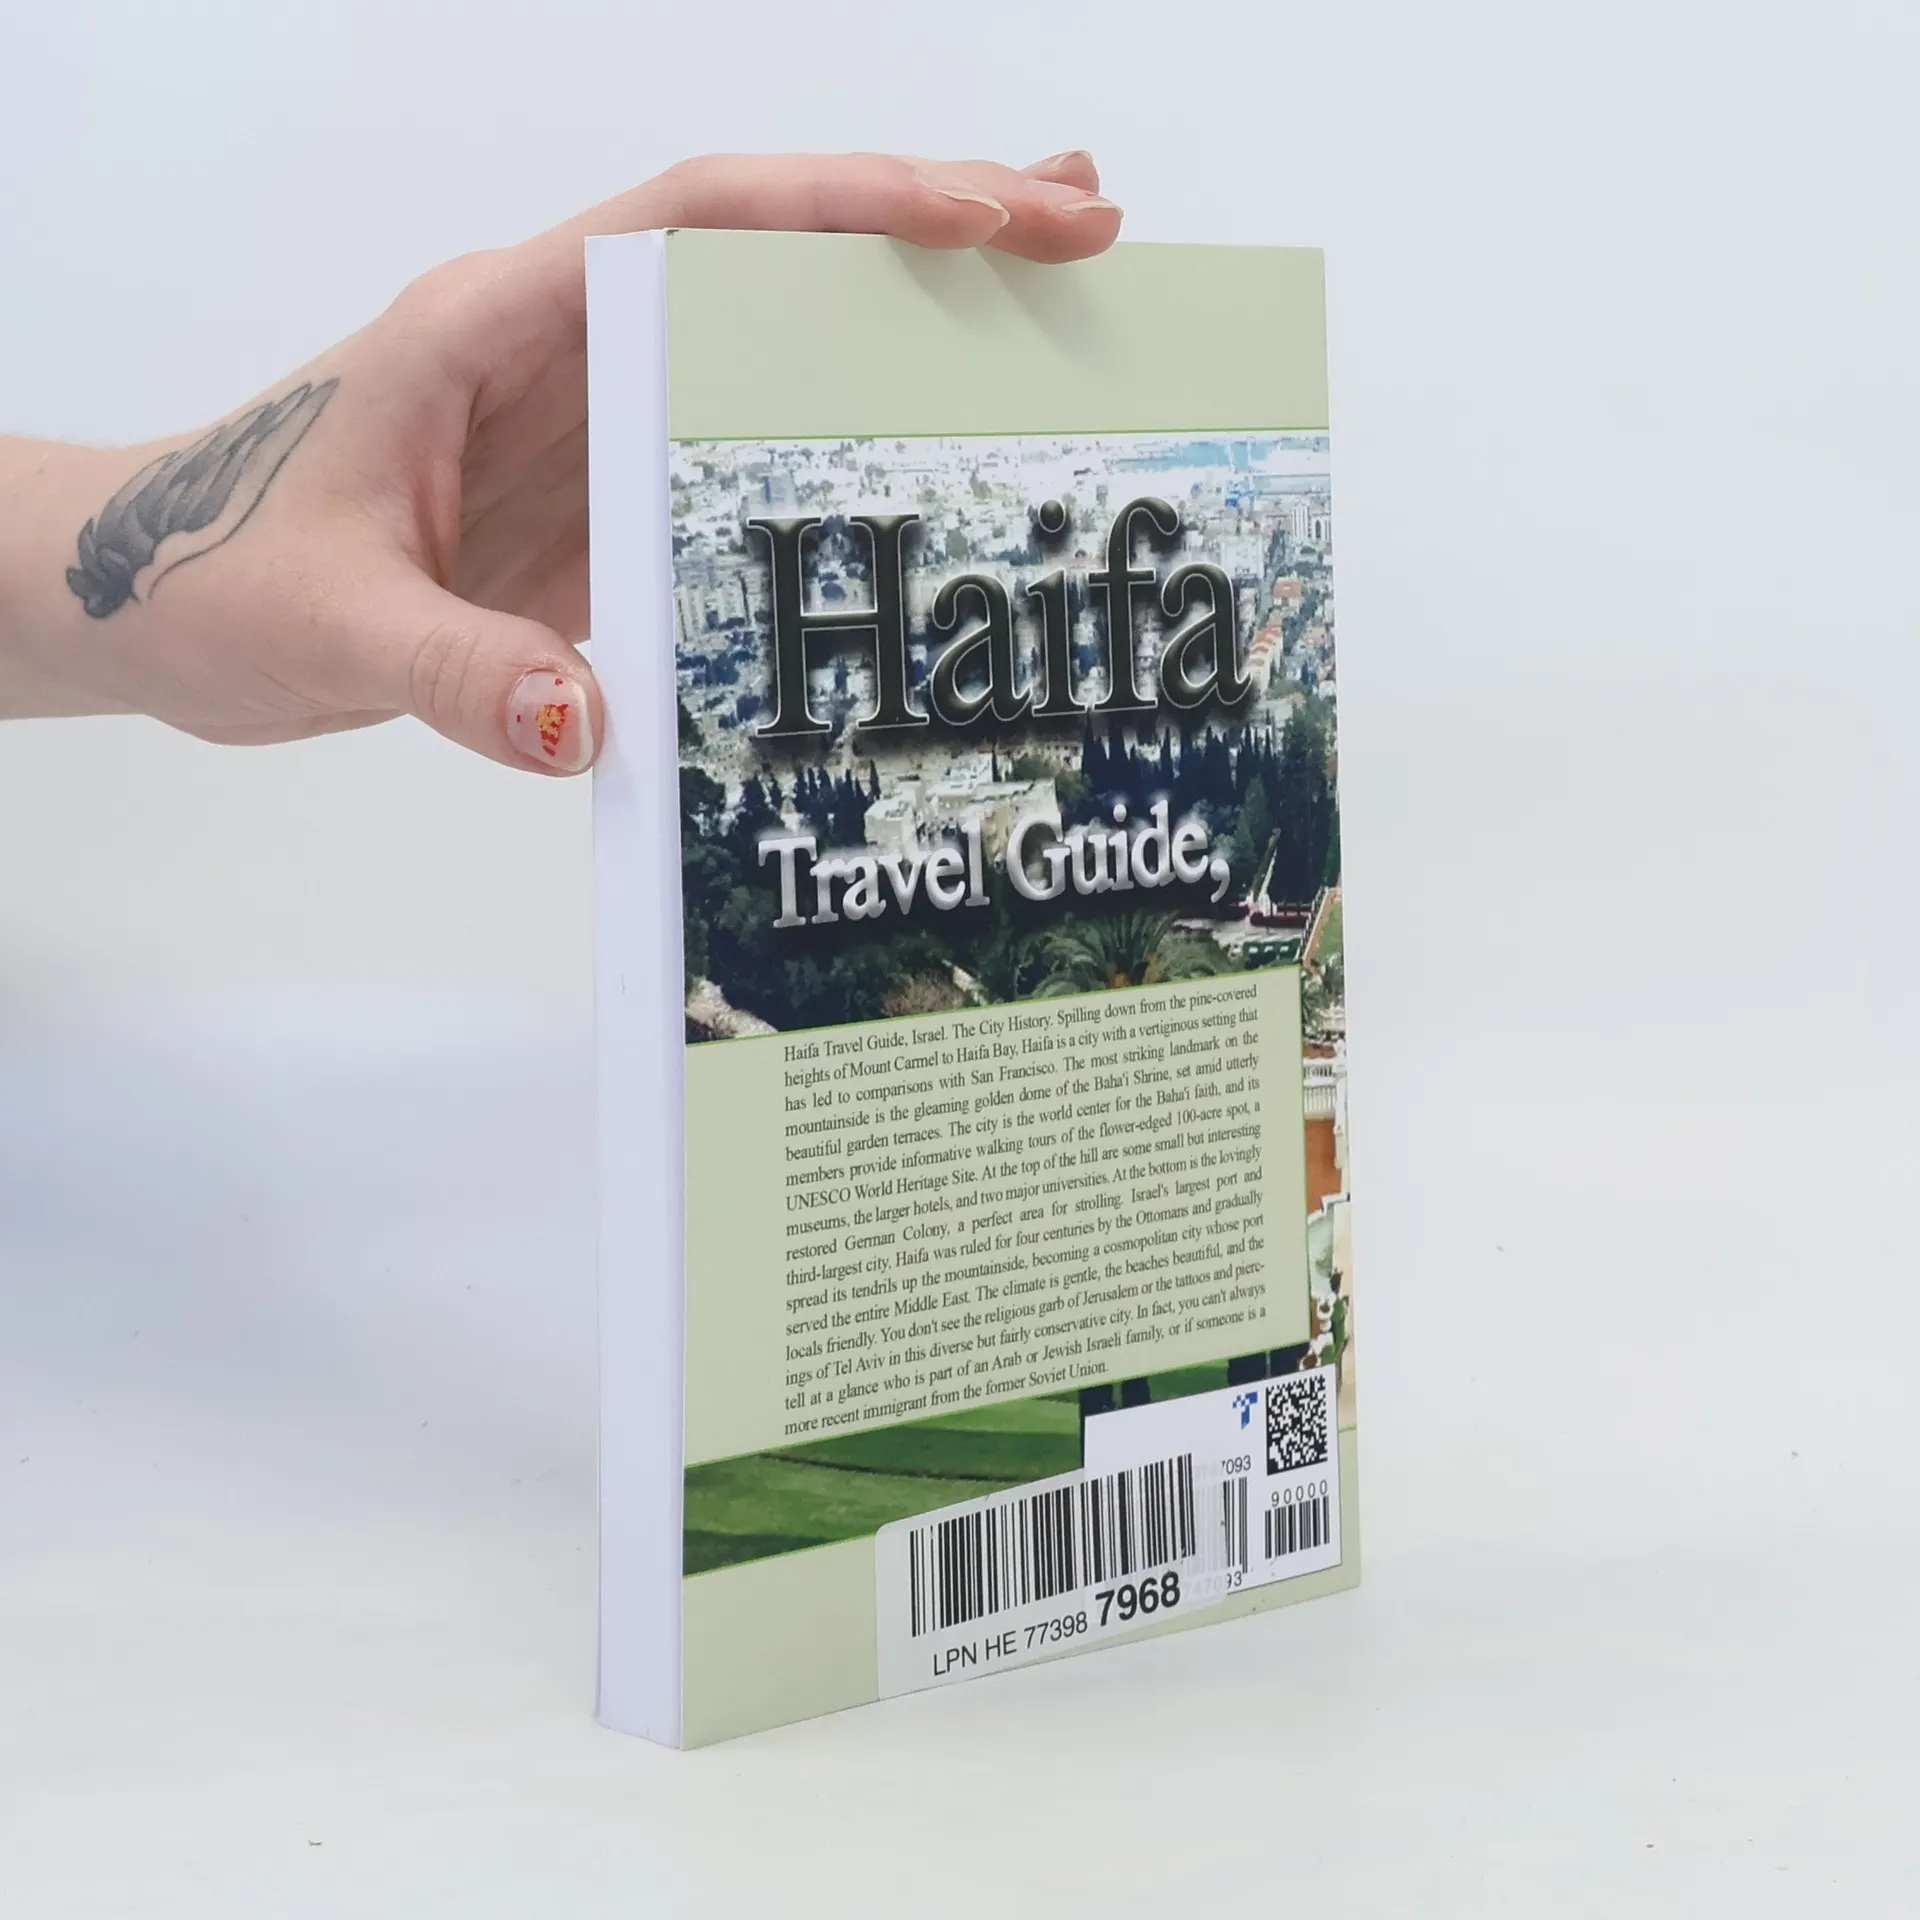 Haifa
Travel Guide,
Haifa Travel Guide, Israel. The City History. Spilling down from the pine-covered
heights of Mount Carmel to Haifa Bay, Haifa is a city with a vertiginous setting that
has led to comparisons with San Francisco. The most striking landmark on the
mountainside is the gleaming golden dome of the Baha'i Shrine, set amid utterly
beautiful garden terraces. The city is the world center for the Baha'i faith, and its
members provide informative walking tours of the flower-edged 100-acre spot, a
UNESCO World Heritage Site. At the top of the hill are some small but interesting
museums, the larger hotels, and two major universities. At the bottom is the lovingly
restored German Colony, a perfect area for strolling. Israel's largest port and
third-largest city, Haifa was ruled for four centuries by the Ottomans and gradually
spread its tendrils up the mountainside, becoming a cosmopolitan city whose port
served the entire Middle East. The climate is gentle, the beaches beautiful, and the
locals friendly. You don't see the religious garb of Jerusalem or the tattoos and pierc-
ings of Tel Aviv in this diverse but fairly conservative city. In fact, you can't always
tell at a glance who is part of an Arab or Jewish Israeli family, or if someone is a
more recent immigrant from the former Soviet Union.
7093
90000
LPN HE 77398 7968